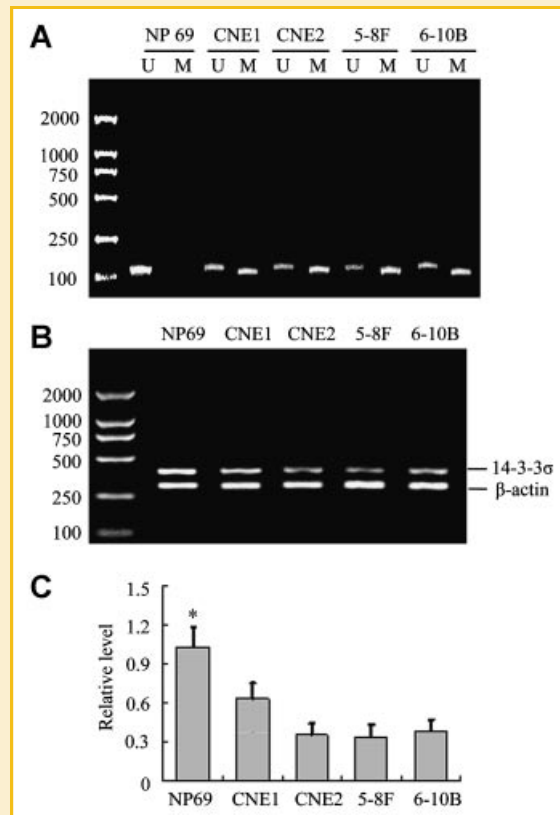 A
NP 69 CNE1 CNE2 5-8F 6-10B
U M U M U M U M U M
2000
1000
750
500
250
100
B
NP69 CNE1 CNE2 5-8F 6-10B
2000
1000
750
500
250
100
14-3-3σ
β-actin
C
Relative level
1.5
1.2
0.9
0.6
0.3
0
*
NP69 CNE1 CNE2 5-8F 6-10B